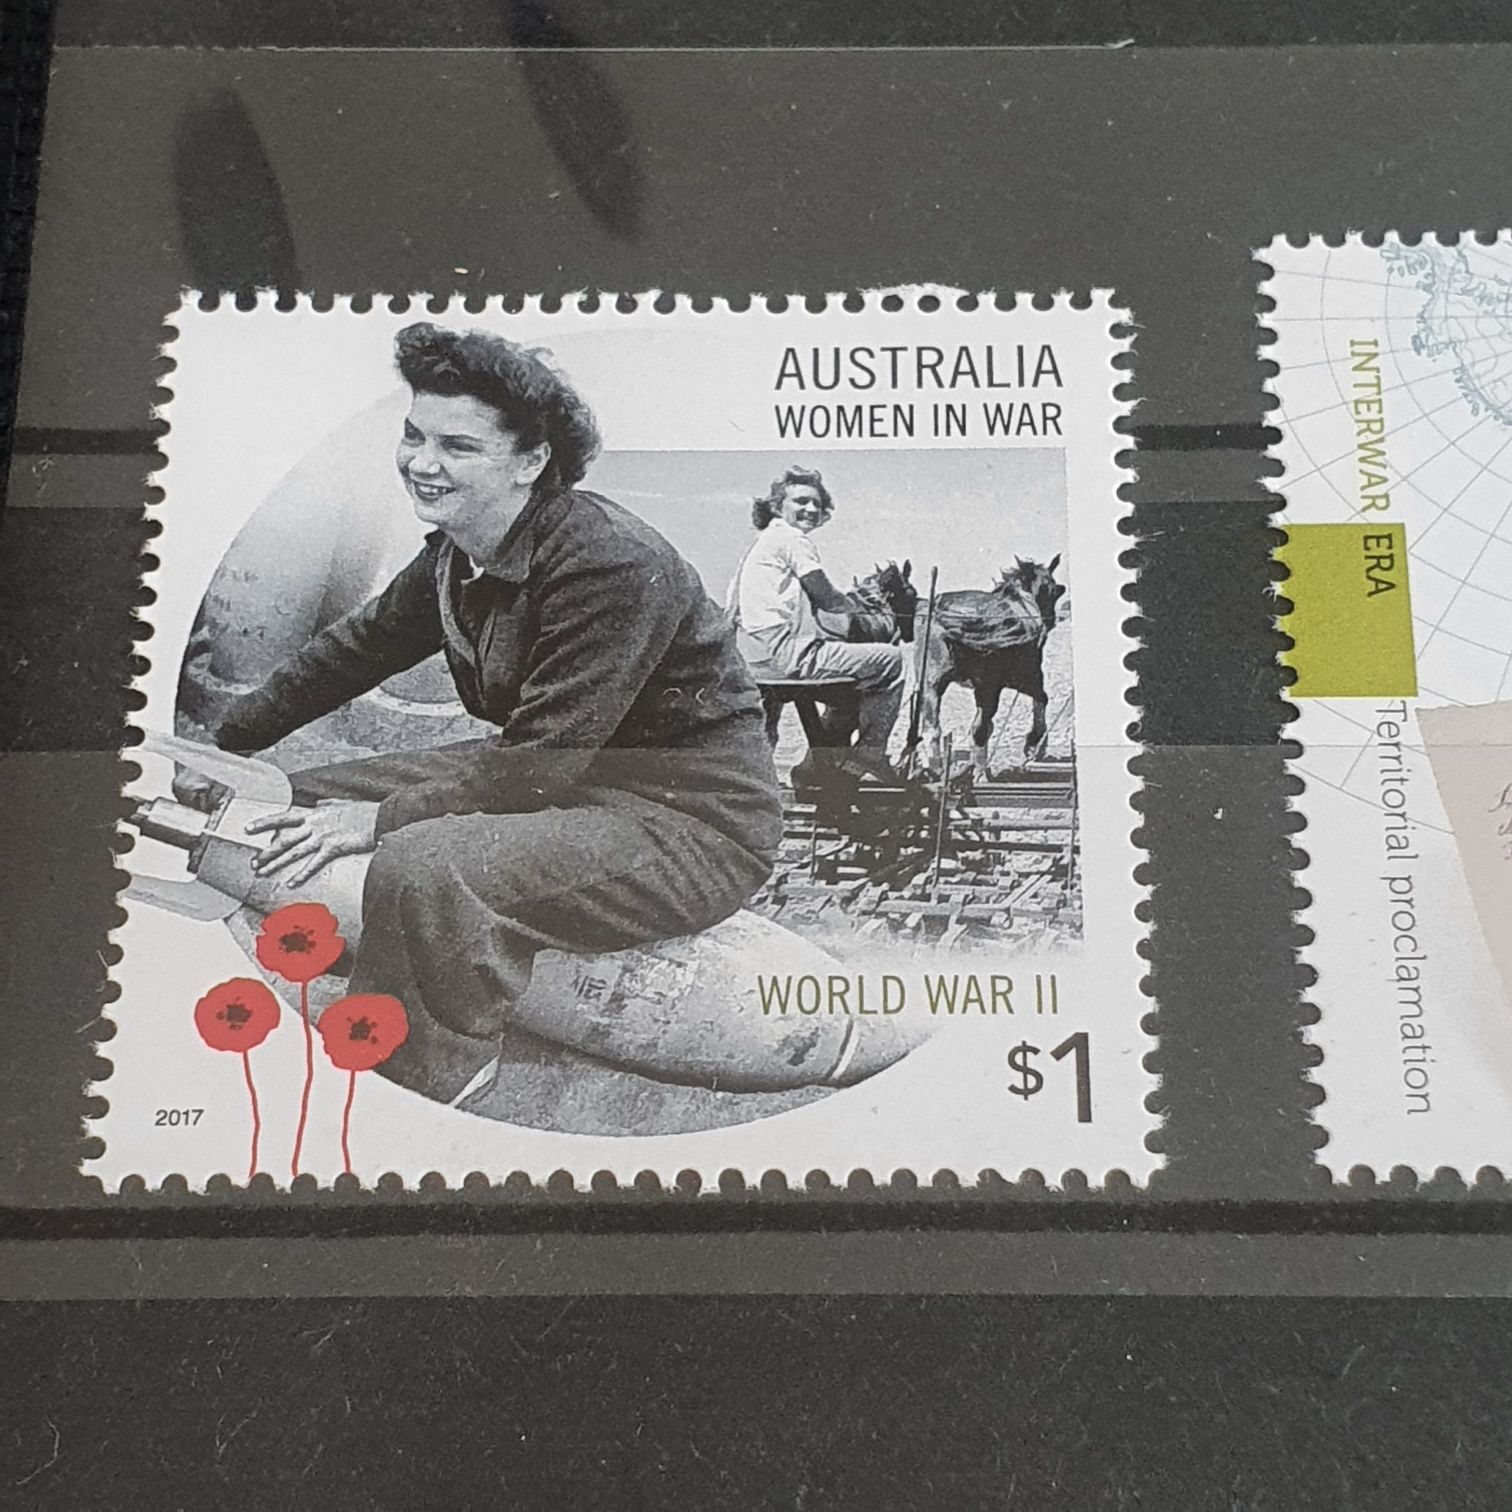 AUSTRALIA
WOMEN IN WAR
WORLD WAR II
$1
2017
INTERWAR ERA
Territorial proclamation